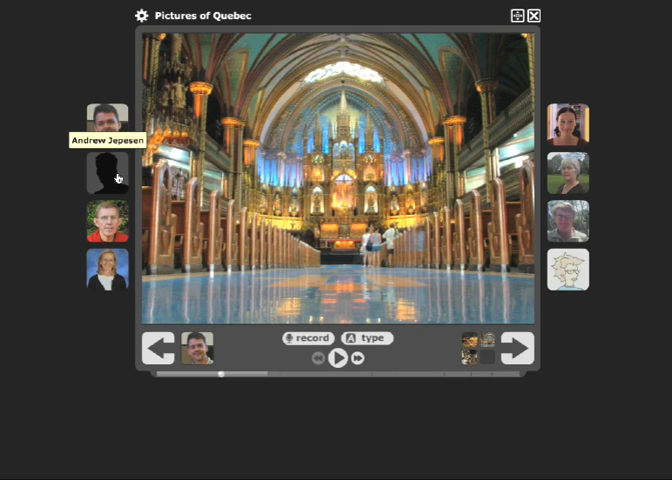 Pictures of Quebec
Andrew Jepesen
record
A type